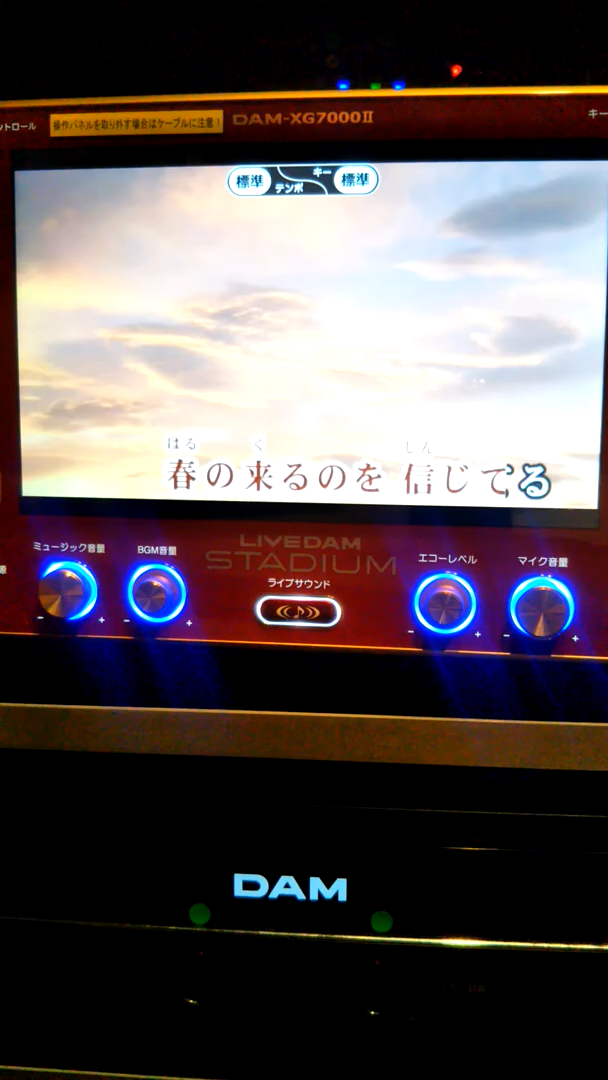 ントロール
操作パネルを取り外す場合はケーブルに注意！
DAM-XG7000Ⅱ
キー
標準
テンポ
キー
標準
はる く しん
春の来るのを 信じてる
LIVEDAM
STADIUM
ミュージック音量
BGM音量
ライブサウンド
エコーレベル
マイク音量
- +
- +
- +
- +
DAM